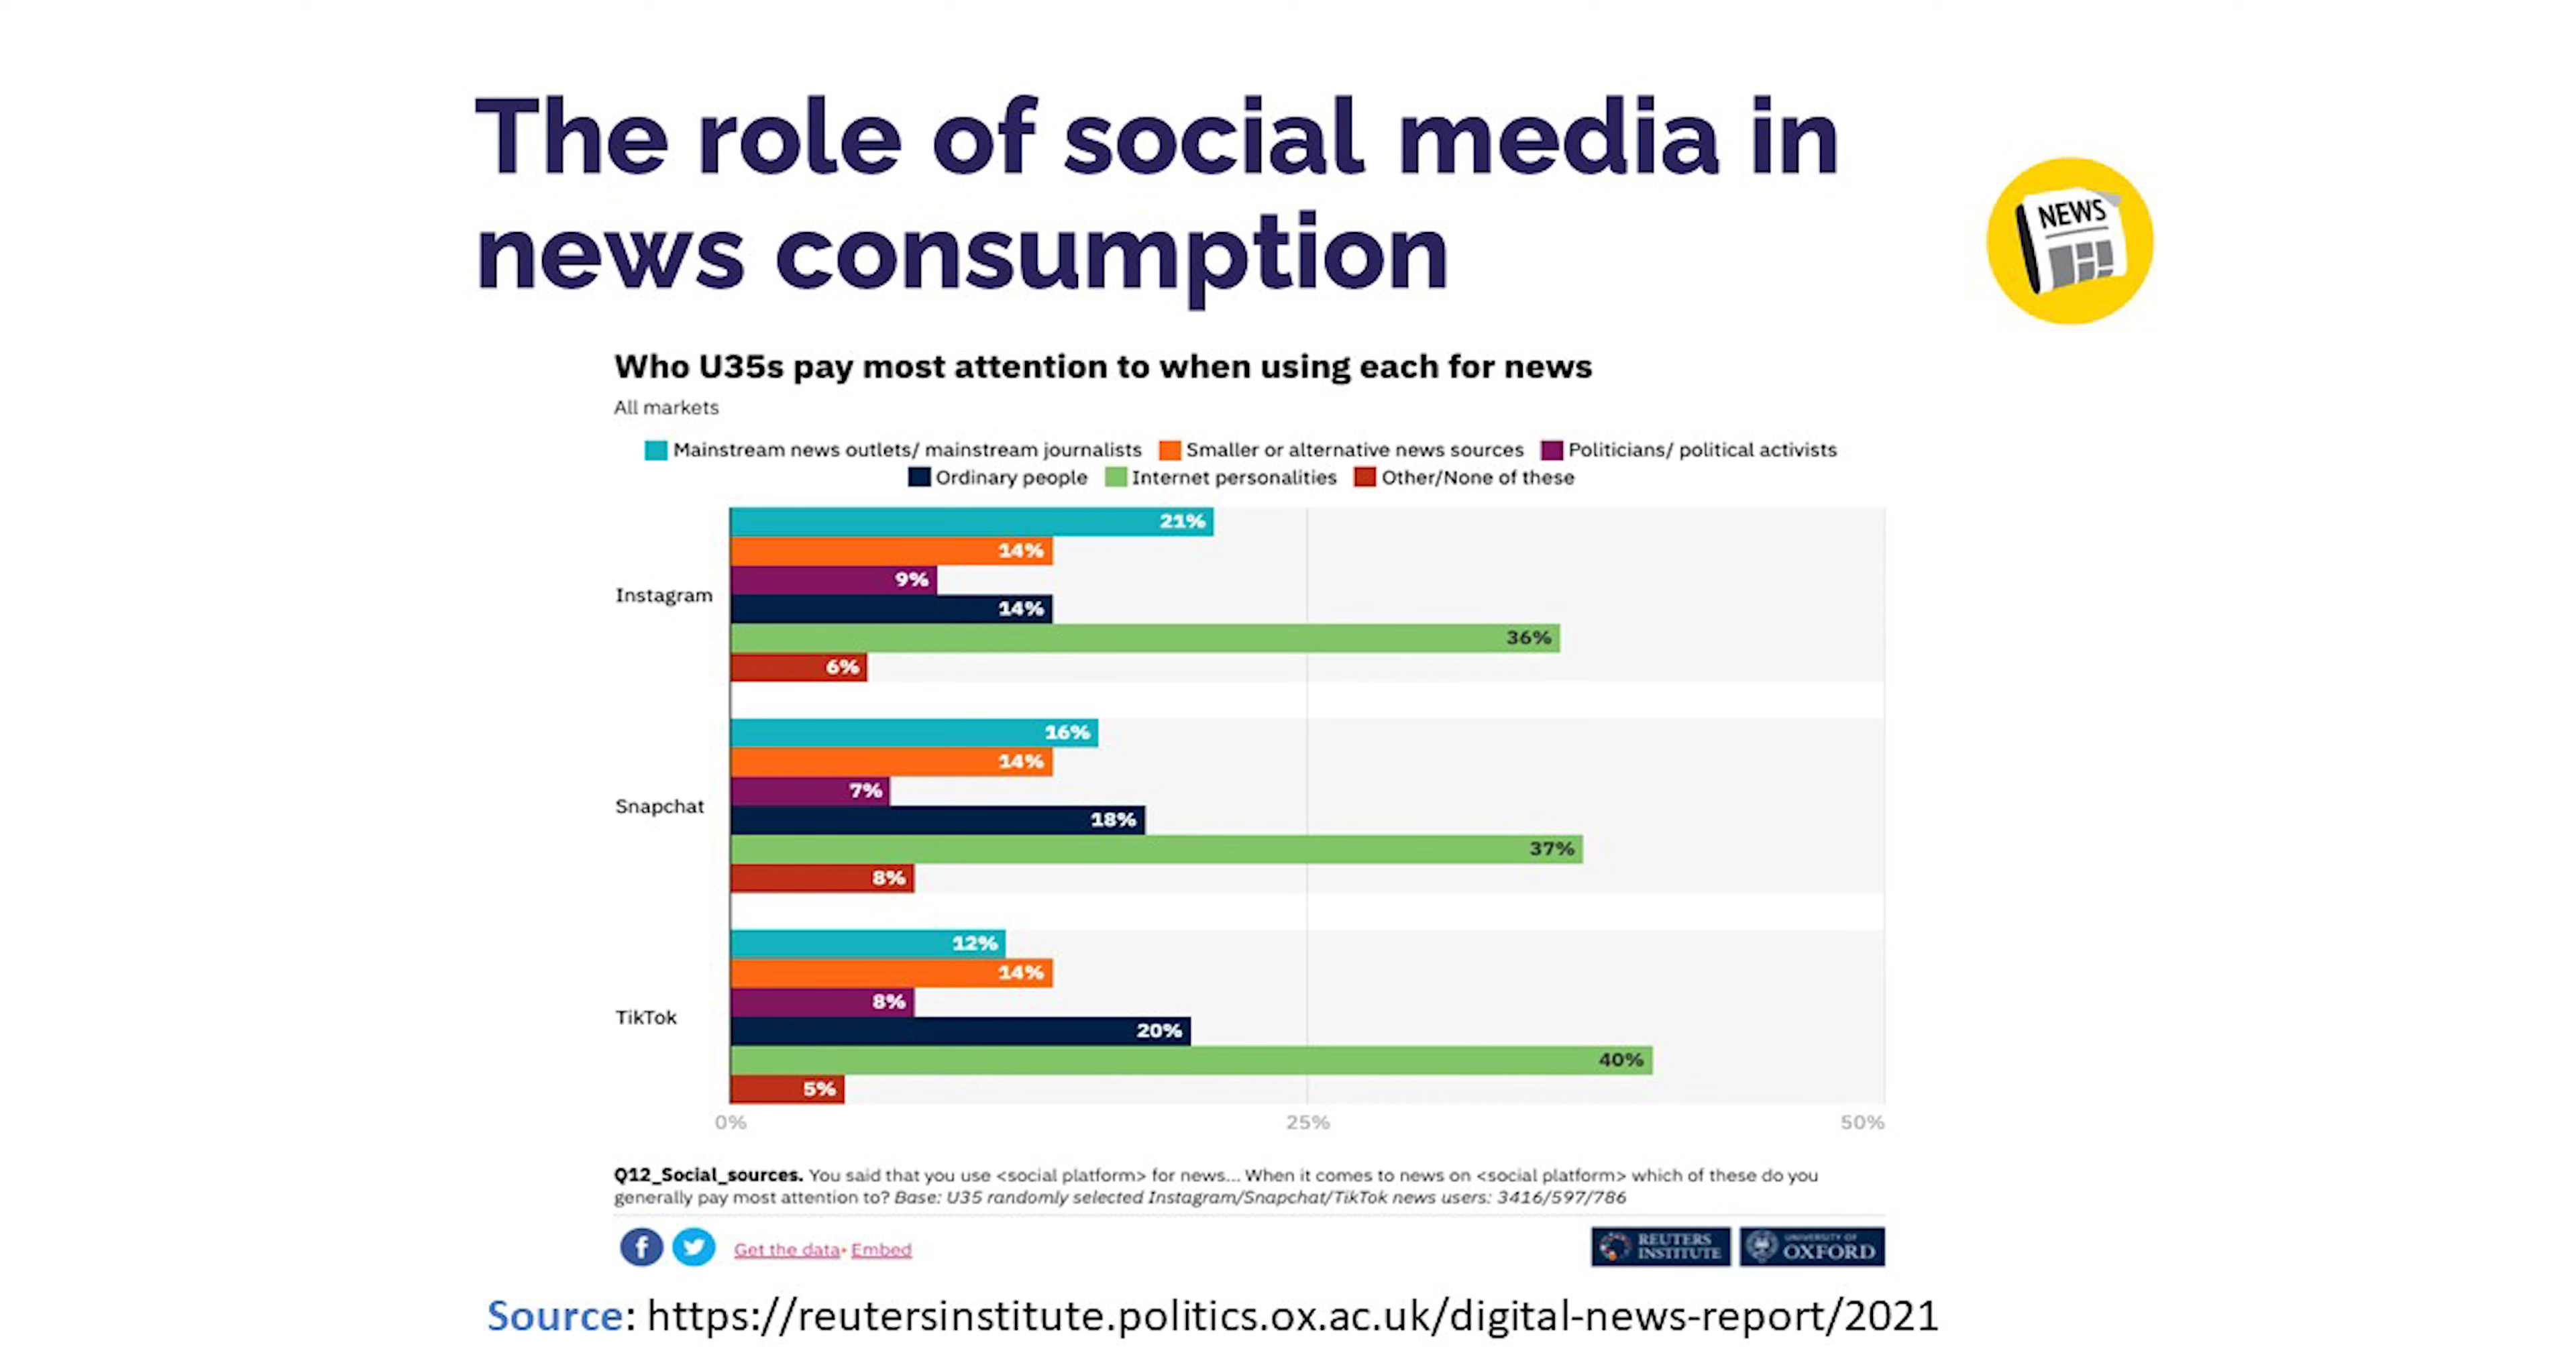 The role of social media in
news consumption
NEWS
Who U35s pay most attention to when using each for news
All markets
Mainstream news outlets/ mainstream journalists Smaller or alternative news sources Politicians/ political activists
Ordinary people Internet personalities Other/None of these
Instagram
21%
14%
9%
14%
36%
6%
Snapchat
16%
14%
7%
18%
37%
8%
TikTok
12%
14%
8%
20%
40%
5%
0% 25% 50%
Q12_Social_sources. You said that you use <social platform> for news... When it comes to news on <social platform> which of these do you
generally pay most attention to? Base: U35 randomly selected Instagram/Snapchat/TikTok news users: 3416/597/786
Get the data• Embed
REUTERS
INSTITUTE
UNIVERSITY OF
OXFORD
Source: https://reutersinstitute.politics.ox.ac.uk/digital-news-report/2021